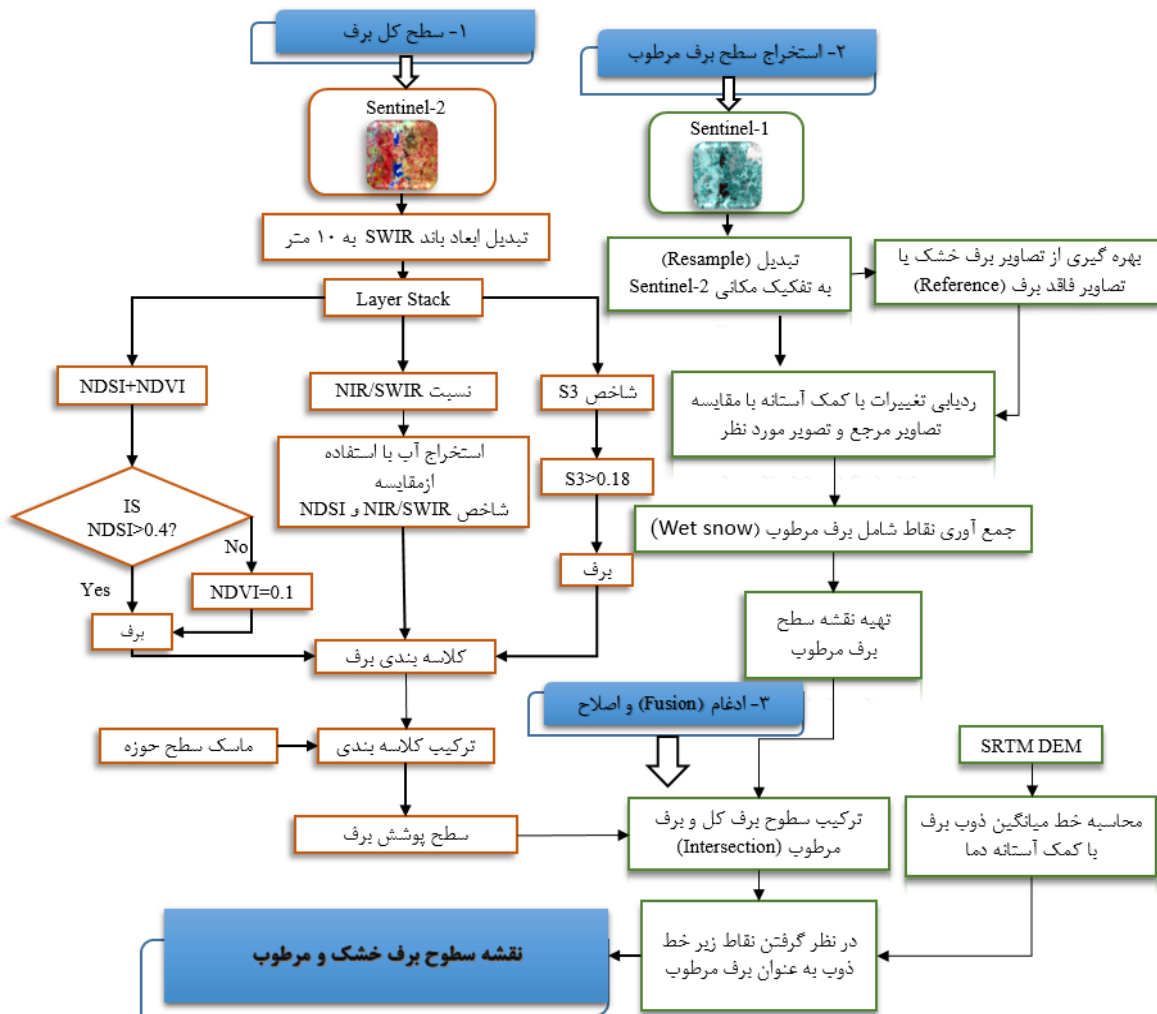 ۱- سطح کل برف
Sentinel-2
تبدیل ابعاد باند SWIR به ۱۰ متر
Layer Stack
NDSI+NDVI
نسبت NIR/SWIR
شاخص S3
استخراج آب با استفاده
ازمقایسه
شاخص NIR/SWIR و NDSI
S3>0.18
IS
NDSI>0.4?
No
Yes
NDVI=0.1
برف
برف
کلاسه بندی برف
ماسک سطح حوزه
ترکیب کلاسه بندی
سطح پوشش برف
۲- استخراج سطح برف مرطوب
Sentinel-1
تبدیل (Resample)
به تفکیک مکانی Sentinel-2
بهره گیری از تصاویر برف خشک یا
تصاویر فاقد برف (Reference)
ردیابی تغییرات با کمک آستانه با مقایسه
تصاویر مرجع و تصویر مورد نظر
جمع آوری نقاط شامل برف مرطوب (Wet snow)
تهیه نقشه سطح
برف مرطوب
۳- ادغام (Fusion) و اصلاح
SRTM DEM
محاسبه خط میانگین ذوب برف
با کمک آستانه دما
ترکیب سطوح برف کل و برف
مرطوب (Intersection)
در نظر گرفتن نقاط زیر خط
ذوب به عنوان برف مرطوب
نقشه سطوح برف خشک و مرطوب